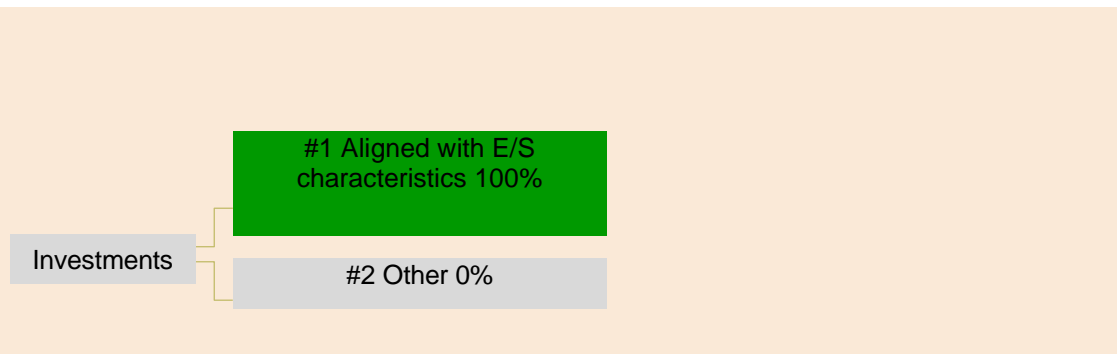 #1 Aligned with E/S
characteristics 100%
Investments
#2 Other 0%